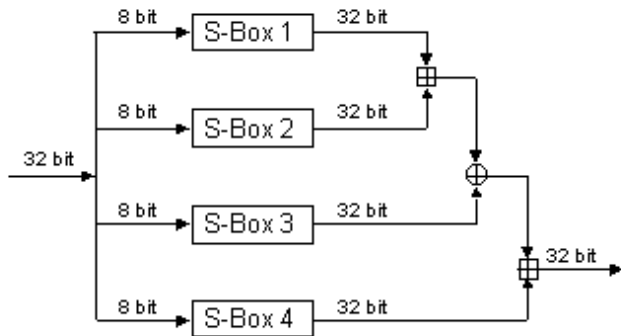 8 bit S-Box 1 32 bit
8 bit S-Box 2 32 bit
32 bit
8 bit S-Box 3 32 bit
32 bit
8 bit S-Box 4 32 bit